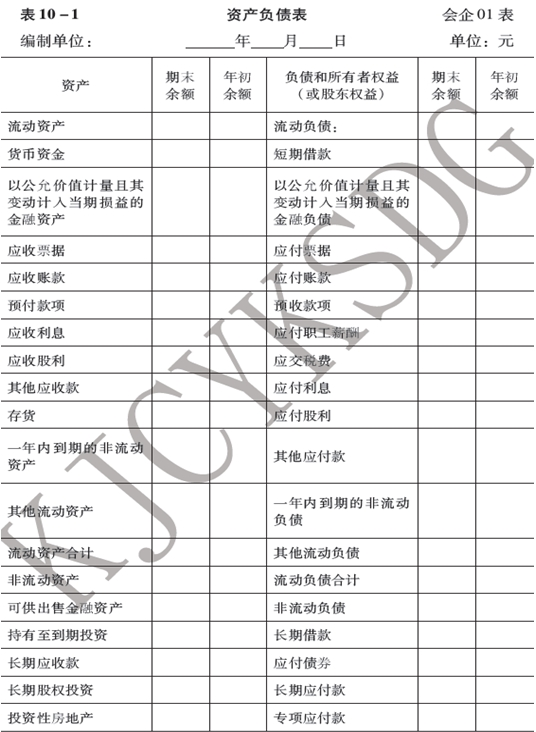 表 10-1 资产负债表 会企 01 表
编制单位： ______年____月____日 单位：元
资产 期末余额 年初余额 负债和所有者权益（或股东权益） 期末余额 年初余额
流动资产 流动负债：
货币资金 短期借款
以公允价值计量且其变动计入当期损益的金融资产 以公允价值计量且其变动计入当期损益的金融负债
应收票据 应付票据
应收账款 应付账款
预付款项 预收款项
应收利息 应付职工薪酬
应收股利 应交税费
其他应收款 应付利息
存货 应付股利
一年内到期的非流动资产 其他应付款
其他流动资产 一年内到期的非流动负债
流动资产合计 其他流动负债
非流动资产 流动负债合计
可供出售金融资产 非流动负债
持有至到期投资 长期借款
长期应收款 应付债券
长期股权投资 长期应付款
投资性房地产 专项应付款
KJCYKSDG